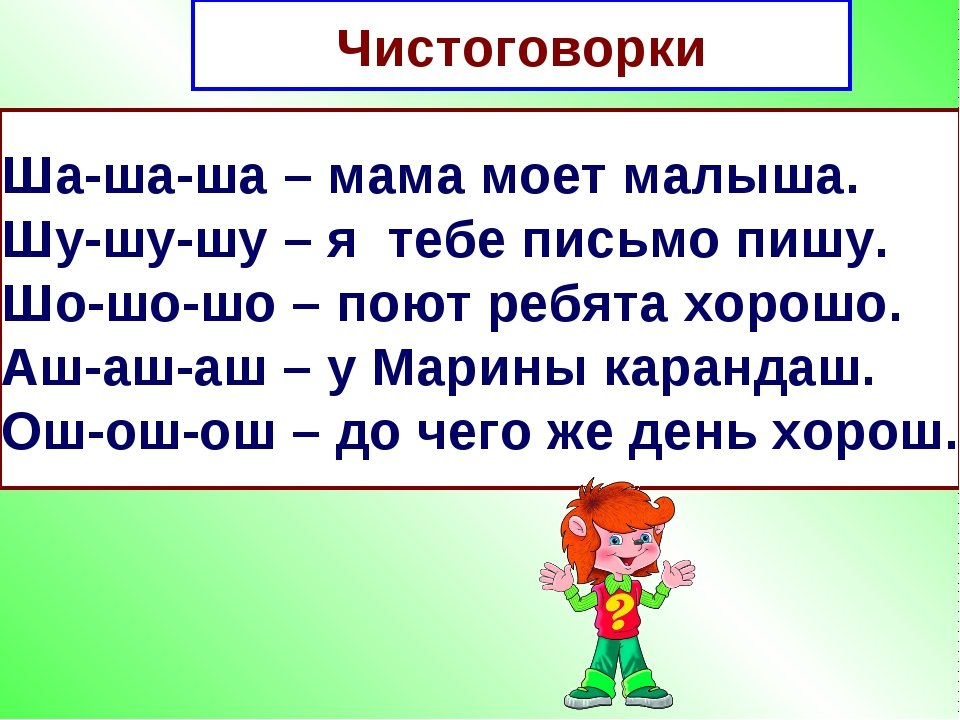 Чистоговорки
Ша-ша-ша – мама моет малыша.
Шу-шу-шу – я  тебе письмо пишу.
Шо-шо-шо – поют ребята хорошо.
Аш-аш-аш – у Марины карандаш.
Ош-ош-ош – до чего же день хорош.
?